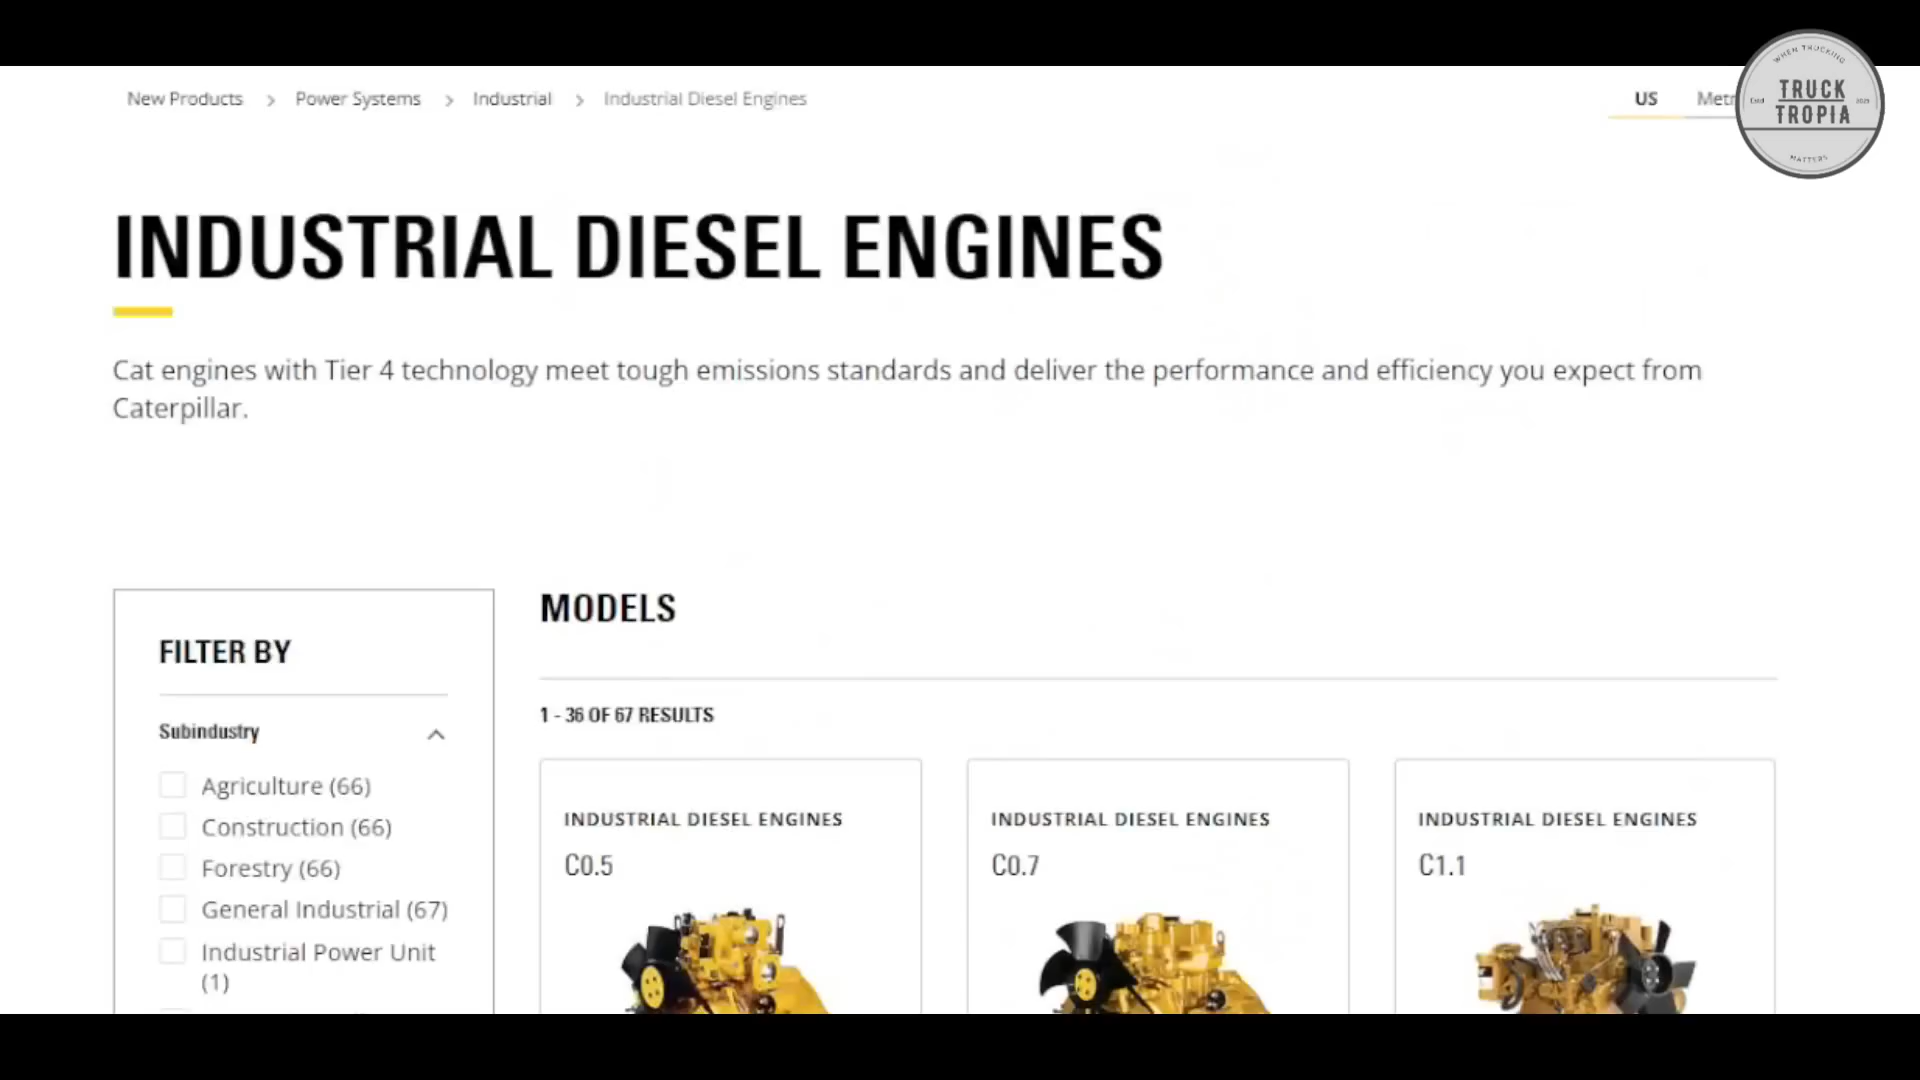 New Products > Power Systems > Industrial > Industrial Diesel Engines
US
WHEN TRUCKING
TRUCK
TROPIA
MATTERS
INDUSTRIAL DIESEL ENGINES
Cat engines with Tier 4 technology meet tough emissions standards and deliver the performance and efficiency you expect from
Caterpillar.
FILTER BY
Subindustry
Agriculture (66)
Construction (66)
Forestry (66)
General Industrial (67)
Industrial Power Unit
(1)
MODELS
1 - 36 OF 67 RESULTS
INDUSTRIAL DIESEL ENGINES
C0.5
INDUSTRIAL DIESEL ENGINES
C0.7
INDUSTRIAL DIESEL ENGINES
C1.1